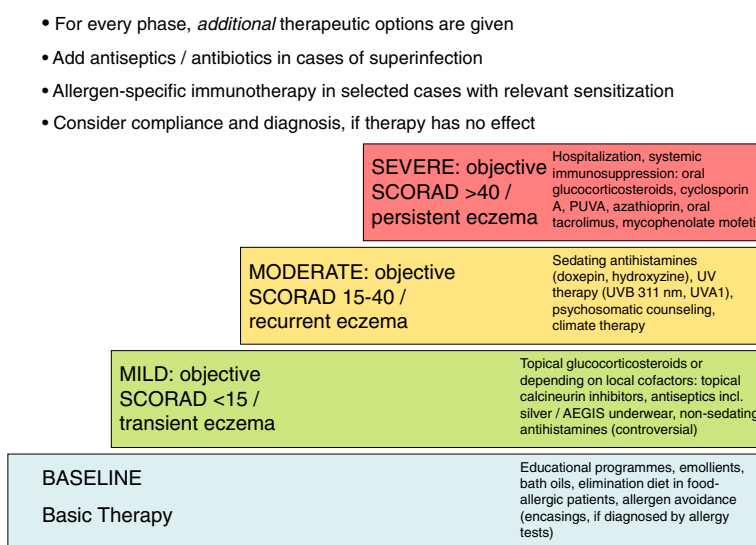 • For every phase, additional therapeutic options are given
• Add antiseptics / antibiotics in cases of superinfection
• Allergen-specific immunotherapy in selected cases with relevant sensitization
• Consider compliance and diagnosis, if therapy has no effect
SEVERE: objective
SCORAD >40 /
persistent eczema
Hospitalization, systemic
immunosuppression: oral
glucocorticosteroids, cyclosporin
A, PUVA, azathioprin, oral
tacrolimus, mycophenolate mofeti
MODERATE: objective
SCORAD 15-40 /
recurrent eczema
Sedating antihistamines
(doxepin, hydroxyzine), UV
therapy (UVB 311 nm, UVA1),
psychosomatic counseling,
climate therapy
MILD: objective
SCORAD <15 /
transient eczema
Topical glucocorticosteroids or
depending on local cofactors: topical
calcineurin inhibitors, antiseptics incl.
silver / AEGIS underwear, non-sedating
antihistamines (controversial)
BASELINE
Basic Therapy
Educational programmes, emollients,
bath oils, elimination diet in food-
allergic patients, allergen avoidance
(encasings, if diagnosed by allergy
tests)